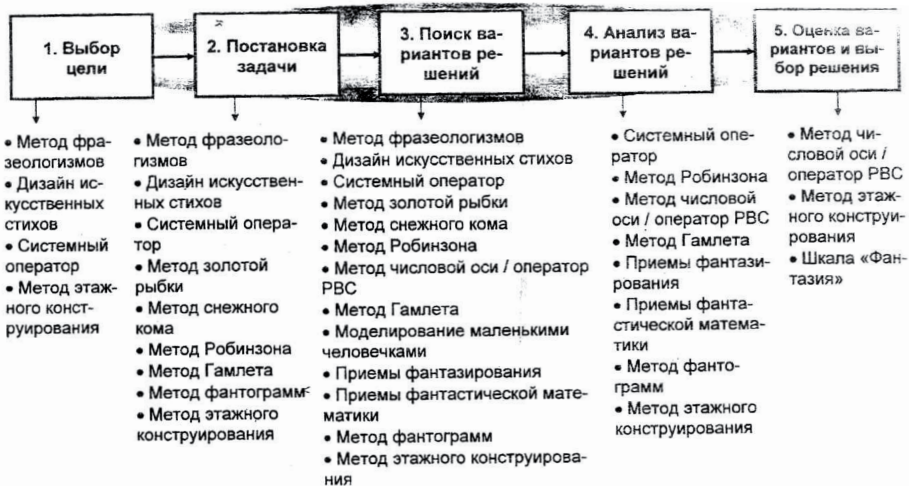 1. Выбор
цели
2. Постановка
задачи
3. Поиск ва-
риантов ре-
шений
4. Анализ ва-
риантов ре-
шений
5. Оценка ва-
риантов и вы-
бор решения
• Метод фра-
зеологизмов
• Дизайн ис-
кусственных
стихов
• Системный
оператор
• Метод этаж-
ного конст-
руирования
• Метод фразеоло-
гизмов
• Дизайн искусствен-
ных стихов
• Системный опера-
тор
• Метод золотой
рыбки
• Метод снежного
кома
• Метод Робинзона
• Метод Гамлета
• Метод фантограмм
• Метод этажного
конструирования
• Метод фразеологизмов
• Дизайн искусственных стихов
• Системный оператор
• Метод золотой рыбки
• Метод снежного кома
• Метод Робинзона
• Метод числовой оси / оператор
РВС
• Метод Гамлета
• Моделирование маленькими
человечками
• Приемы фантазирования
• Приемы фантастической мате-
матики
• Метод фантограмм
• Метод этажного конструирова-
ния
• Системный опе-
ратор
• Метод Робинзона
• Метод числовой
оси / оператор РВС
• Метод Гамлета
• Приемы фантази-
рования
• Приемы фанта-
стической матема-
тики
• Метод фанто-
грамм
• Метод этажного
конструирования
• Метод чи-
словой оси /
оператор РВС
• Метод этаж-
ного конструи-
рования
• Шкала «Фан-
тазия»